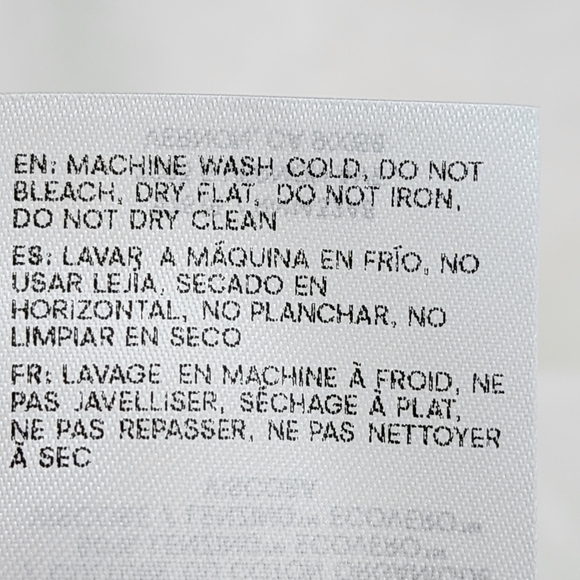 EN: MACHINE WASH COLD, DO NOT
BLEACH, DRY FLAT, DO NOT IRON,
DO NOT DRY CLEAN
ES: LAVAR A MÁQUINA EN FRÍO, NO
USAR LEJÍA, SECADO EN
HORIZONTAL, NO PLANCHAR, NO
LIMPIAR EN SECO
FR: LAVAGE EN MACHINE À FROID, NE
PAS JAVELLISER, SÉCHAGE À PLAT,
NE PAS REPASSER, NE PAS NETTOYER
À SEC